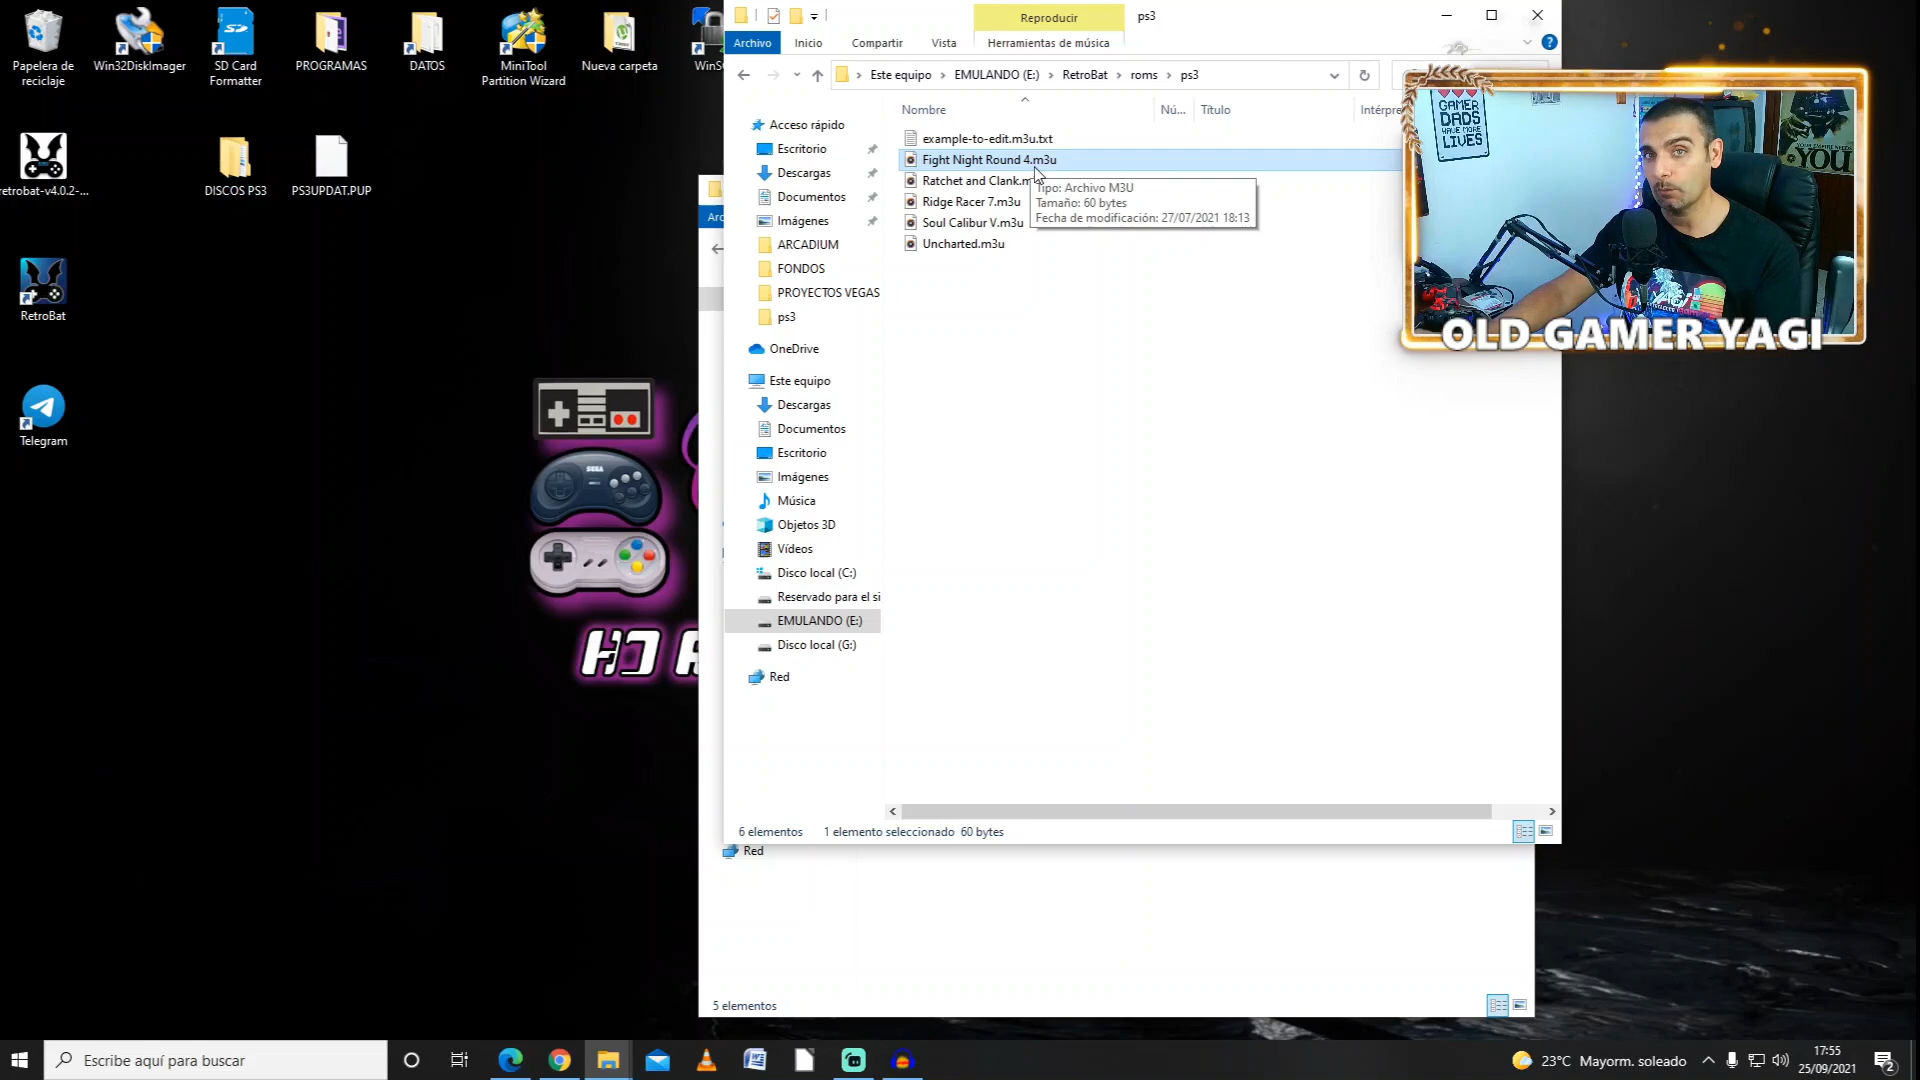 Papelera de
reciclaje
Win32DiskImager
SD Card
Formatter
PROGRAMAS
DATOS
MiniTool
Partition Wizard
Nueva carpeta
WinS
etrobat-v4.0.2-...
DISCOS PS3
PS3UPDAT.PUP
RetroBat
Telegram
SEGA
Reproducir
ps3
Archivo
Inicio
Compartir
Vista
Herramientas de música
Este equipo
EMULANDO (E:)
RetroBat
roms
ps3
Nombre
Nú...
Título
Intérpre
Acceso rápido
Escritorio
Descargas
Documentos
Imágenes
ARCADIUM
FONDOS
PROYECTOS VEGAS
ps3
OneDrive
Este equipo
Descargas
Documentos
Escritorio
Imágenes
Música
Objetos 3D
Vídeos
Disco local (C:)
Reservado para el si
EMULANDO (E:)
Disco local (G:)
Red
example-to-edit.m3u.txt
Fight Night Round 4.m3u
Ratchet and Clank.m
Ridge Racer 7.m3u
Soul Calibur V.m3u
Uncharted.m3u
Tipo: Archivo M3U
Tamaño: 60 bytes
Fecha de modificación: 27/07/2021 18:13
6 elementos
1 elemento seleccionado 60 bytes
Red
5 elementos
GAMER
DADS
HAVE MORE
LIVES
YOU
OLD GAMER YAGI
Escribe aquí para buscar
23°C Mayorm. soleado
17:55
25/09/2021
2